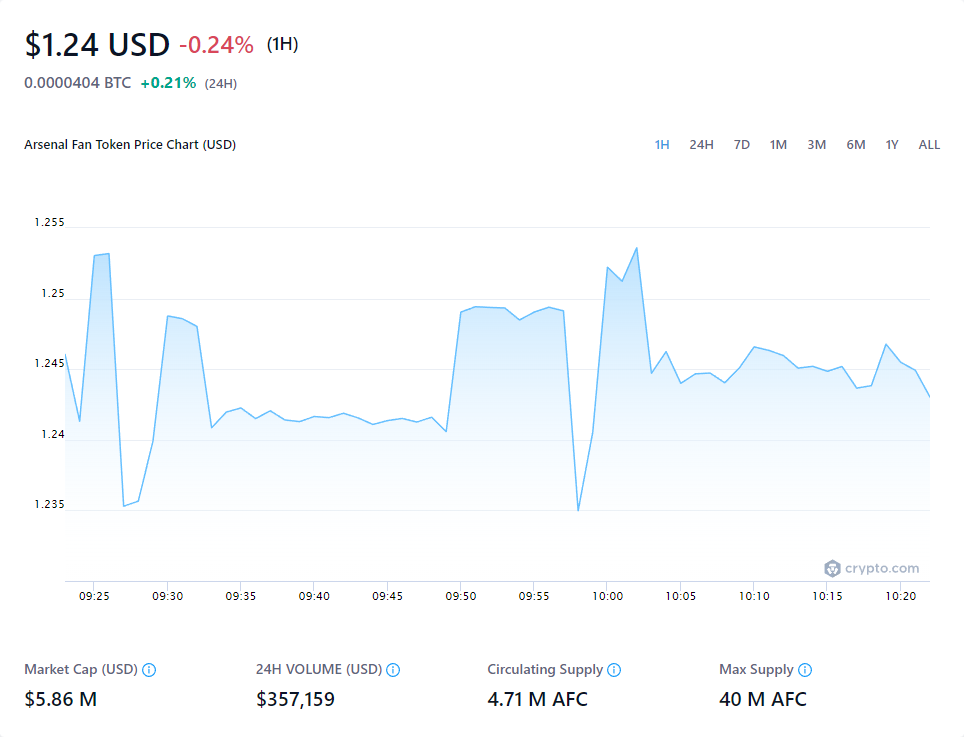 $1.24 USD -0.24% (1H)
0.0000404 BTC +0.21% (24H)
Arsenal Fan Token Price Chart (USD)
1H 24H 7D 1M 3M 6M 1Y ALL
1.255
1.25
1.245
1.24
1.235
crypto.com
09:25 09:30 09:35 09:40 09:45 09:50 09:55 10:00 10:05 10:10 10:15 10:20
Market Cap (USD) 24H VOLUME (USD) Circulating Supply Max Supply
$5.86 M $357,159 4.71 M AFC 40 M AFC